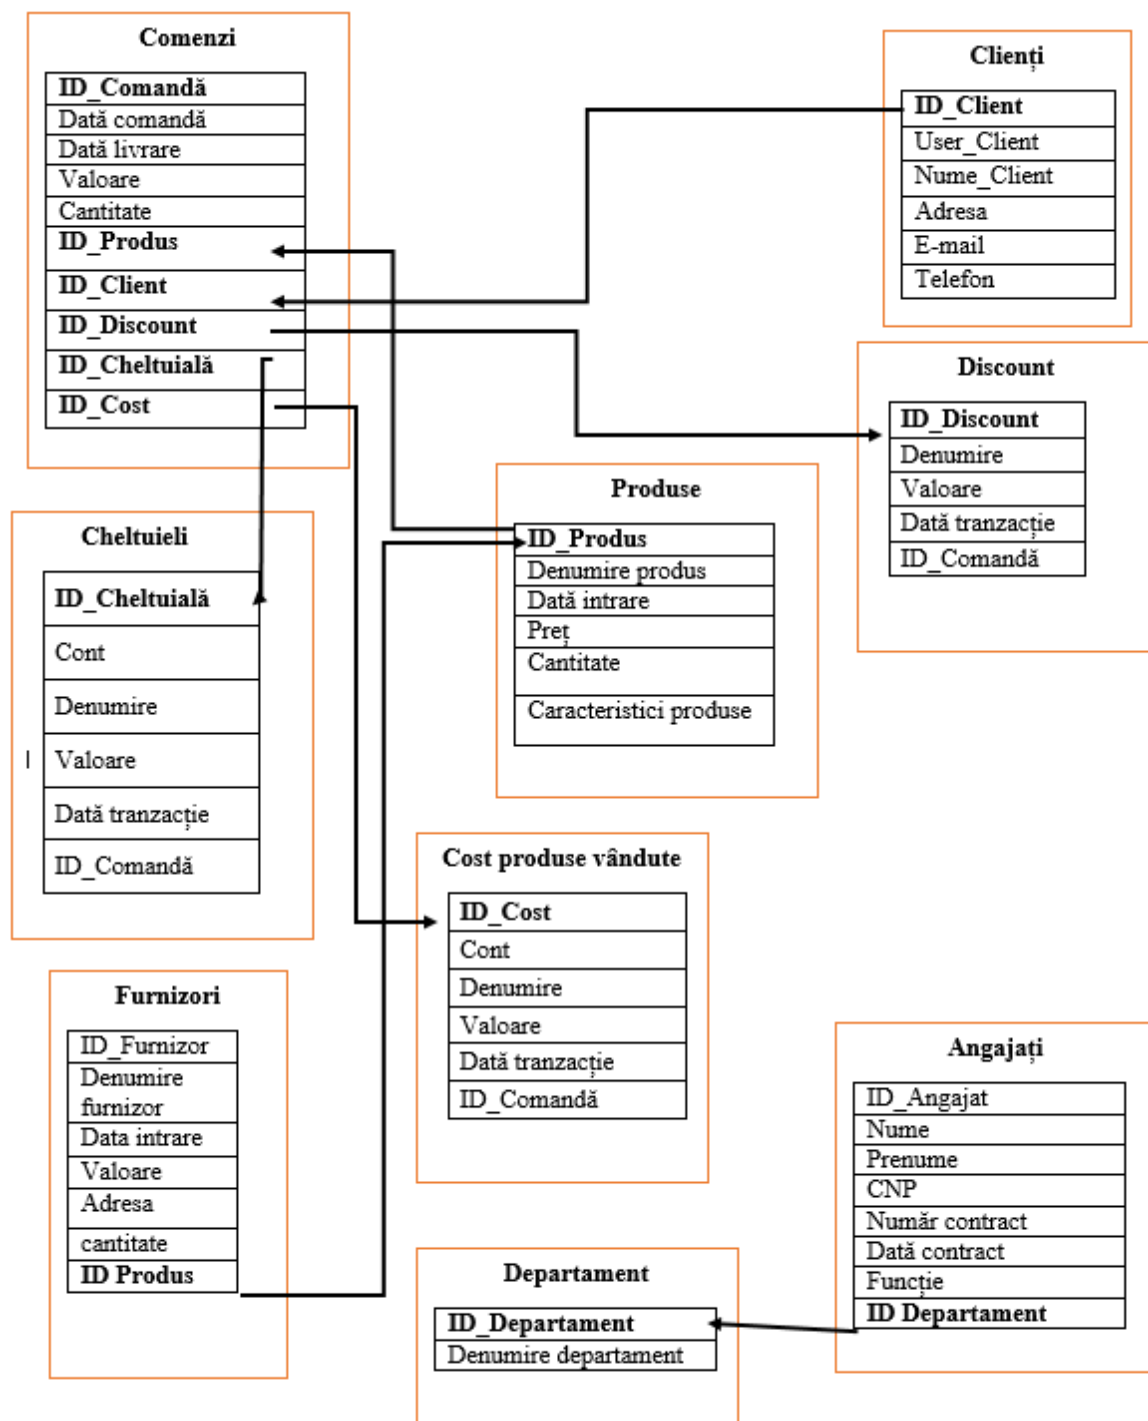 Comenzi
ID_Comandă
Dată comandă
Dată livrare
Valoare
Cantitate
ID_Produs
ID_Client
ID_Discount
ID_Cheltuială
ID_Cost
Clienți
ID_Client
User_Client
Nume_Client
Adresa
E-mail
Telefon
Discount
ID_Discount
Denumire
Valoare
Dată tranzacție
ID_Comandă
Produse
ID_Produs
Denumire produs
Dată intrare
Preț
Cantitate
Caracteristici produse
Cheltuieli
ID_Cheltuială
Cont
Denumire
Valoare
Dată tranzacție
ID_Comandă
Cost produse vândute
ID_Cost
Cont
Denumire
Valoare
Dată tranzacție
ID_Comandă
Furnizori
ID_Furnizor
Denumire
furnizor
Data intrare
Valoare
Adresa
cantitate
ID Produs
Angajați
ID_Angajat
Nume
Prenume
CNP
Număr contract
Dată contract
Funcție
ID Departament
Departament
ID_Departament
Denumire departament